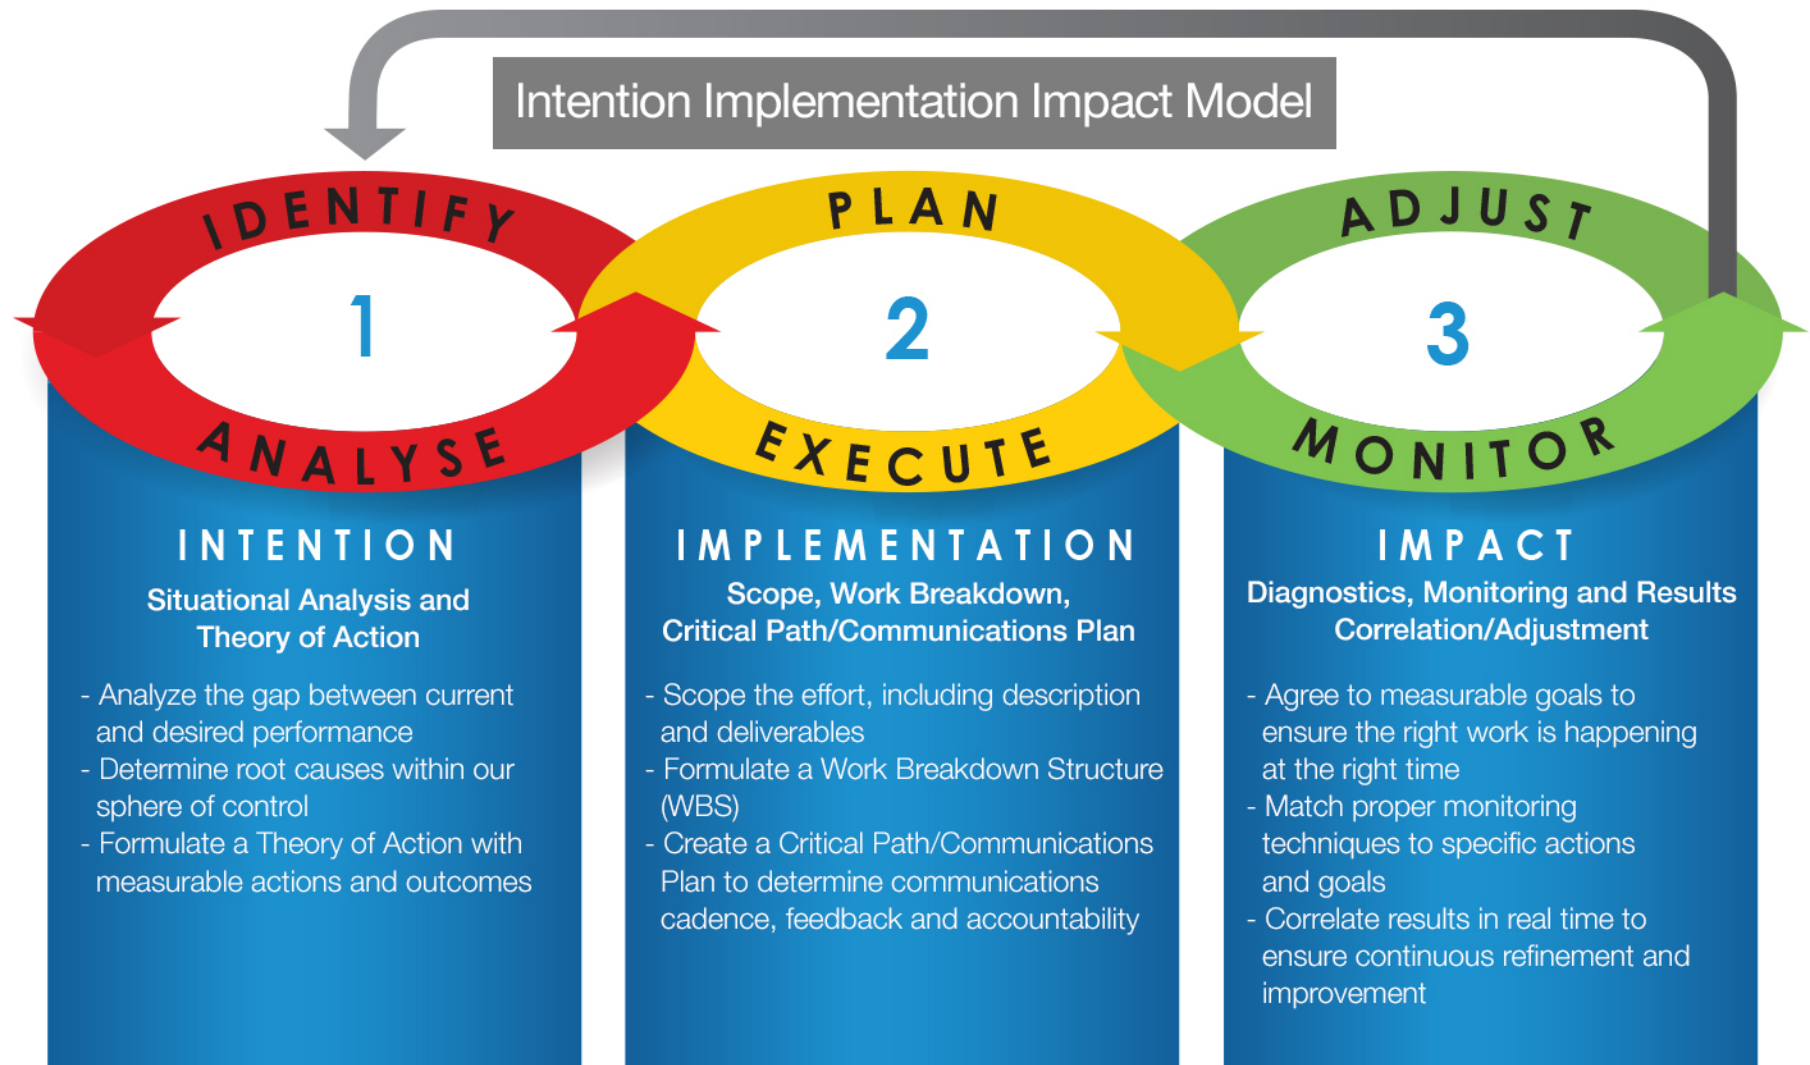 Intention Implementation Impact Model
IDENTIFY
1
ANALYSE
PLAN
2
EXECUTE
ADJUST
3
MONITOR
INTENTION
Situational Analysis and
Theory of Action
- Analyze the gap between current
and desired performance
- Determine root causes within our
sphere of control
- Formulate a Theory of Action with
measurable actions and outcomes
IMPLEMENTATION
Scope, Work Breakdown,
Critical Path/Communications Plan
- Scope the effort, including description
and deliverables
- Formulate a Work Breakdown Structure
(WBS)
- Create a Critical Path/Communications
Plan to determine communications
cadence, feedback and accountability
IMPACT
Diagnostics, Monitoring and Results
Correlation/Adjustment
- Agree to measurable goals to
ensure the right work is happening
at the right time
- Match proper monitoring
techniques to specific actions
and goals
- Correlate results in real time to
ensure continuous refinement and
improvement